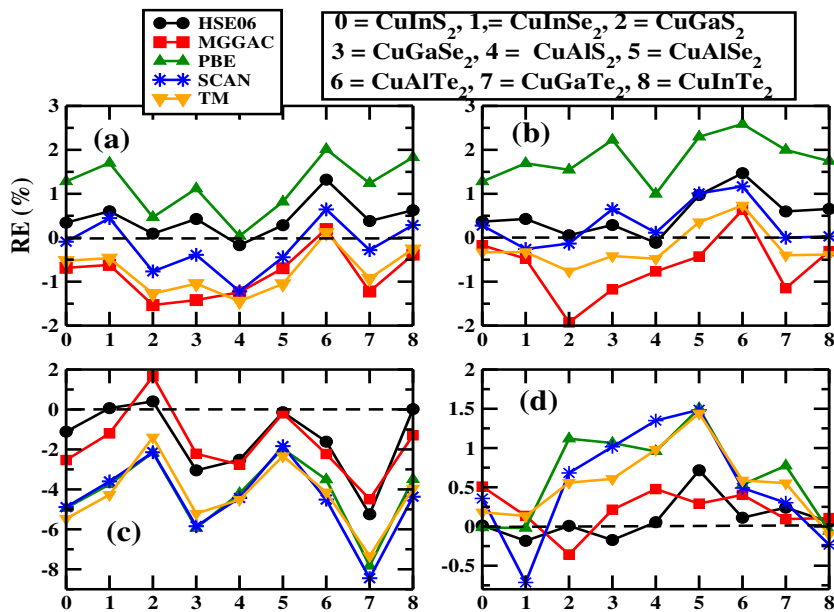 HSE06
MGGAC
PBE
SCAN
TM
0 = CuInS₂, 1,= CuInSe₂, 2 = CuGaS₂
3 = CuGaSe₂, 4 = CuAlS₂, 5 = CuAlSe₂
6 = CuAlTe₂, 7 = CuGaTe₂, 8 = CuInTe₂
(a)
RE (%)
3
2
1
0
-1
-2
0 1 2 3 4 5 6 7 8
(b)
3
2
1
0
-1
-2
0 1 2 3 4 5 6 7 8
(c)
2
0
-2
-4
-6
-8
0 1 2 3 4 5 6 7 8
(d)
2
1.5
1
0.5
0
-0.5
0 1 2 3 4 5 6 7 8